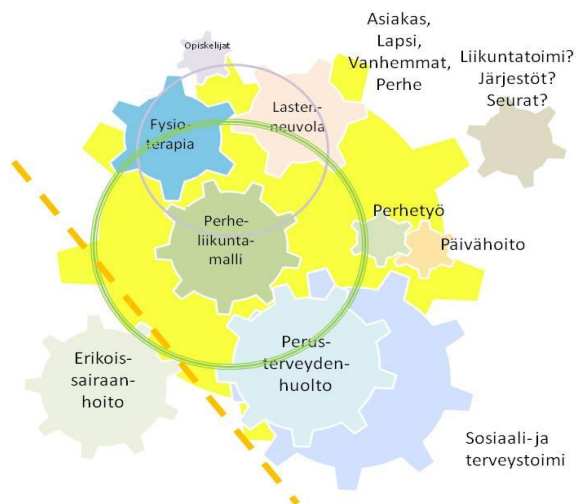 Opiskelijat
Asiakas,
Lapsi,
Vanhemmat,
Perhe
Liikuntatoimi?
Järjestöt?
Seurat?
Fysio-
terapia
Lasten-
neuvola
Perhe-
liikunta-
malli
Perhetyö
Päivähoito
Erikois-
sairaan-
hoito
Perus-
terveyden-
huolto
Sosiaali- ja
terveystoimi